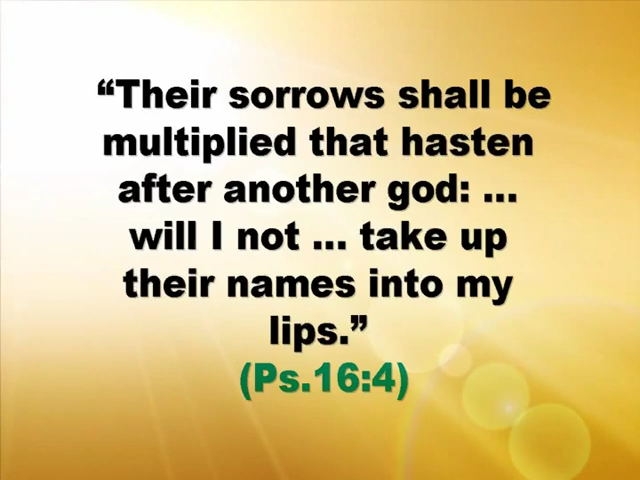 “Their sorrows shall be
multiplied that hasten
after another god: ...
will I not ... take up
their names into my
lips.”
(Ps.16:4)